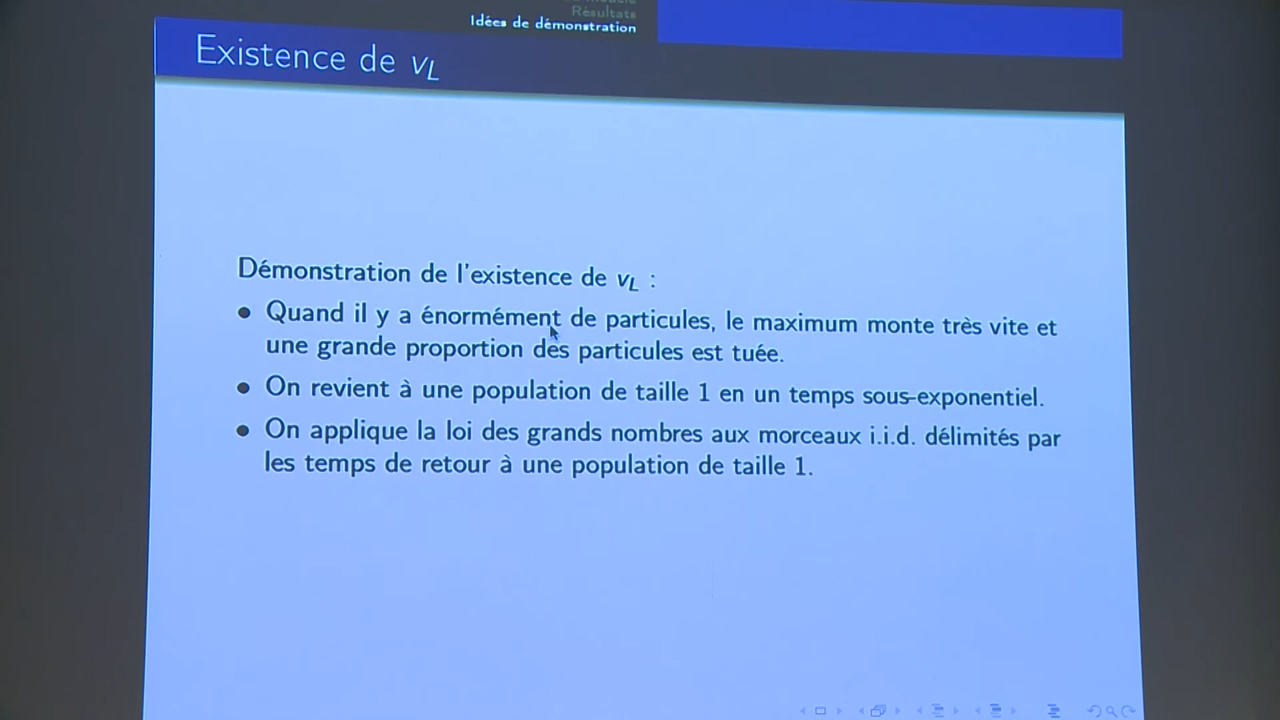 Résultats
Idées de démonstration
Existence de vL
Démonstration de l'existence de vL :
• Quand il y a énormément de particules, le maximum monte très vite et
une grande proportion des particules est tuée.
• On revient à une population de taille 1 en un temps sous-exponentiel.
• On applique la loi des grands nombres aux morceaux i.i.d. délimités par
les temps de retour à une population de taille 1.